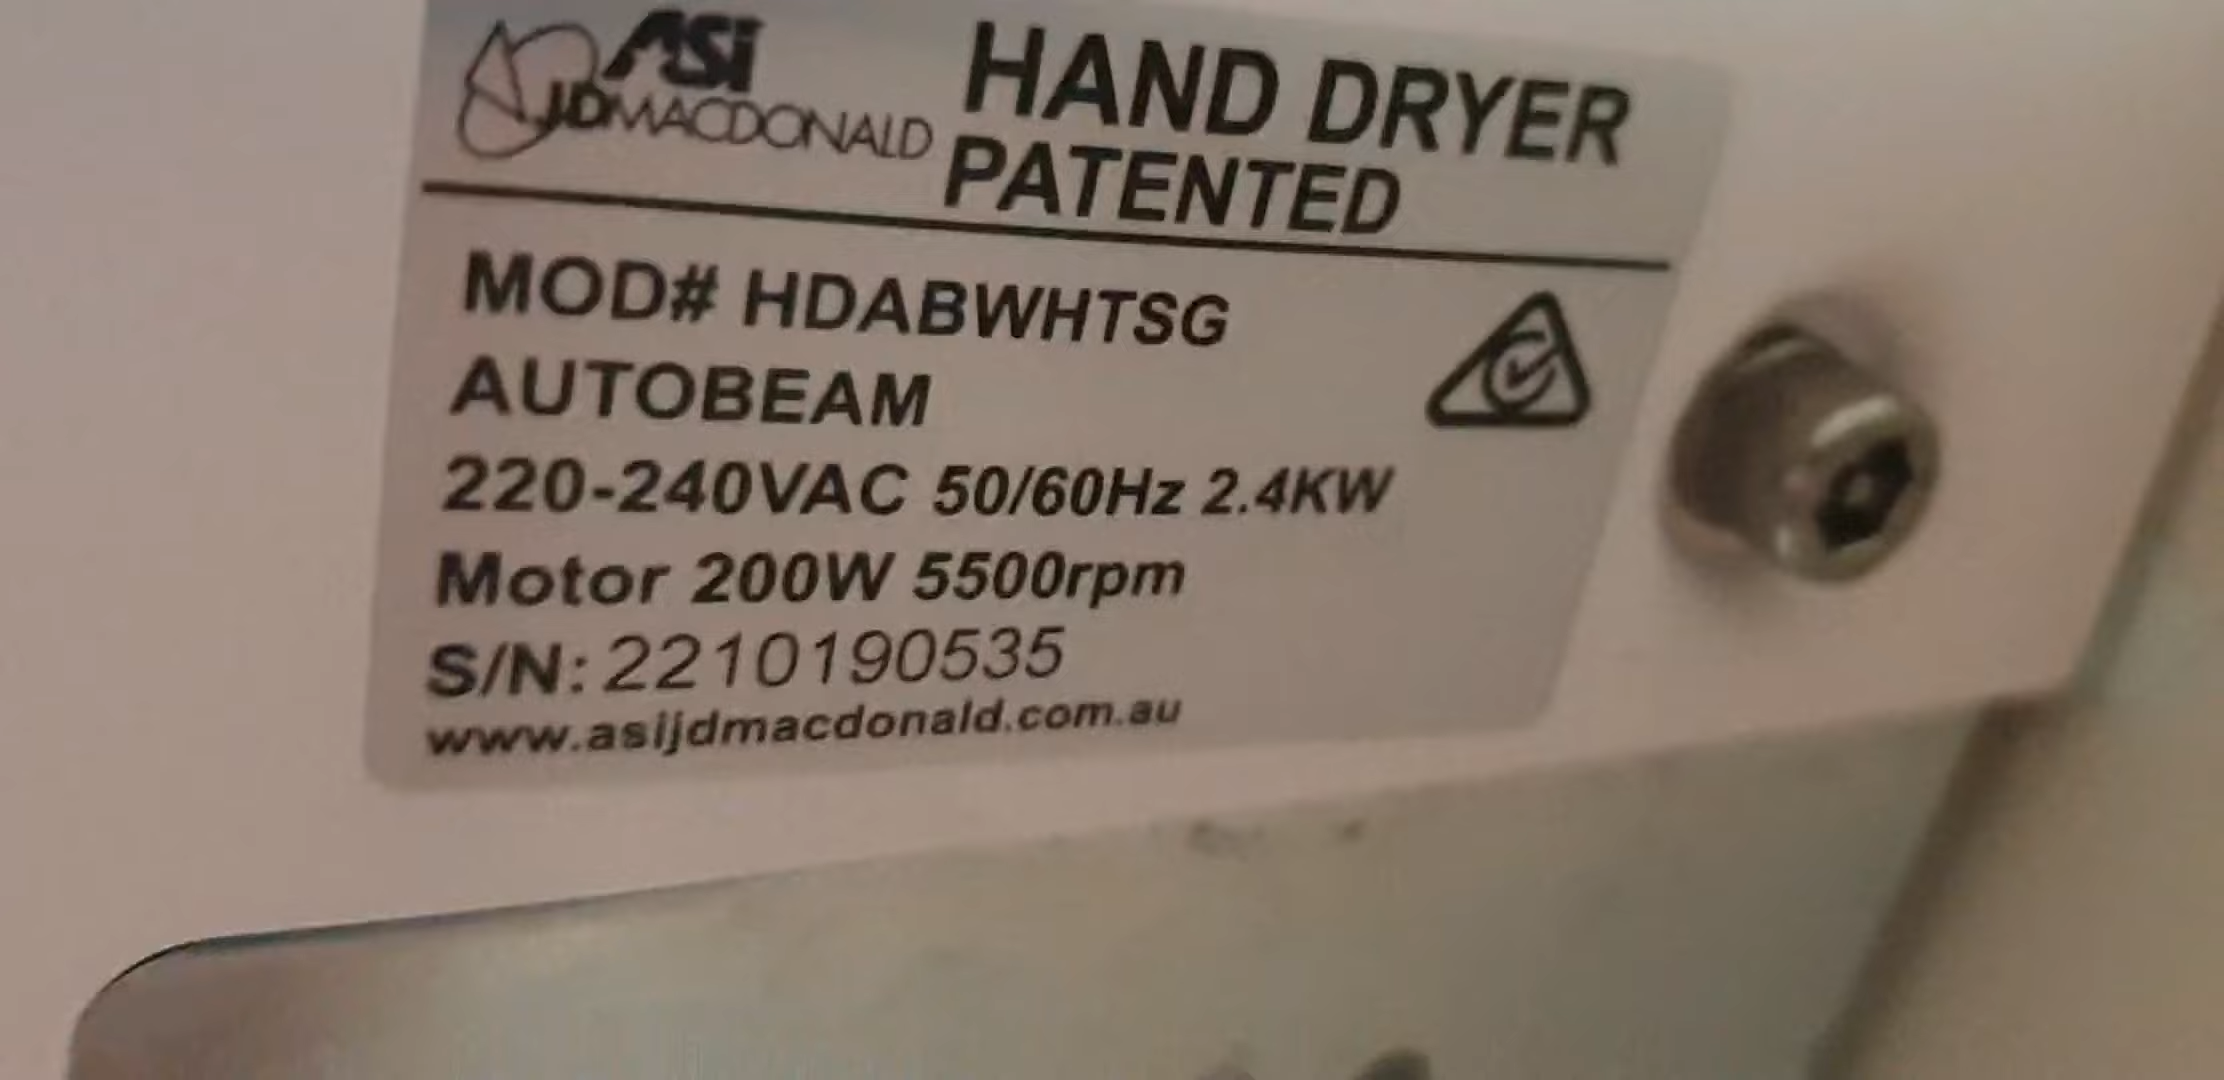 ASI
JDMACDONALD
HAND DRYER
PATENTED
MOD# HDABWHTSG
AUTOBEAM
220-240VAC 50/60Hz 2.4KW
Motor 200W 5500rpm
S/N: 2210190535
www.asijdmacdonald.com.au